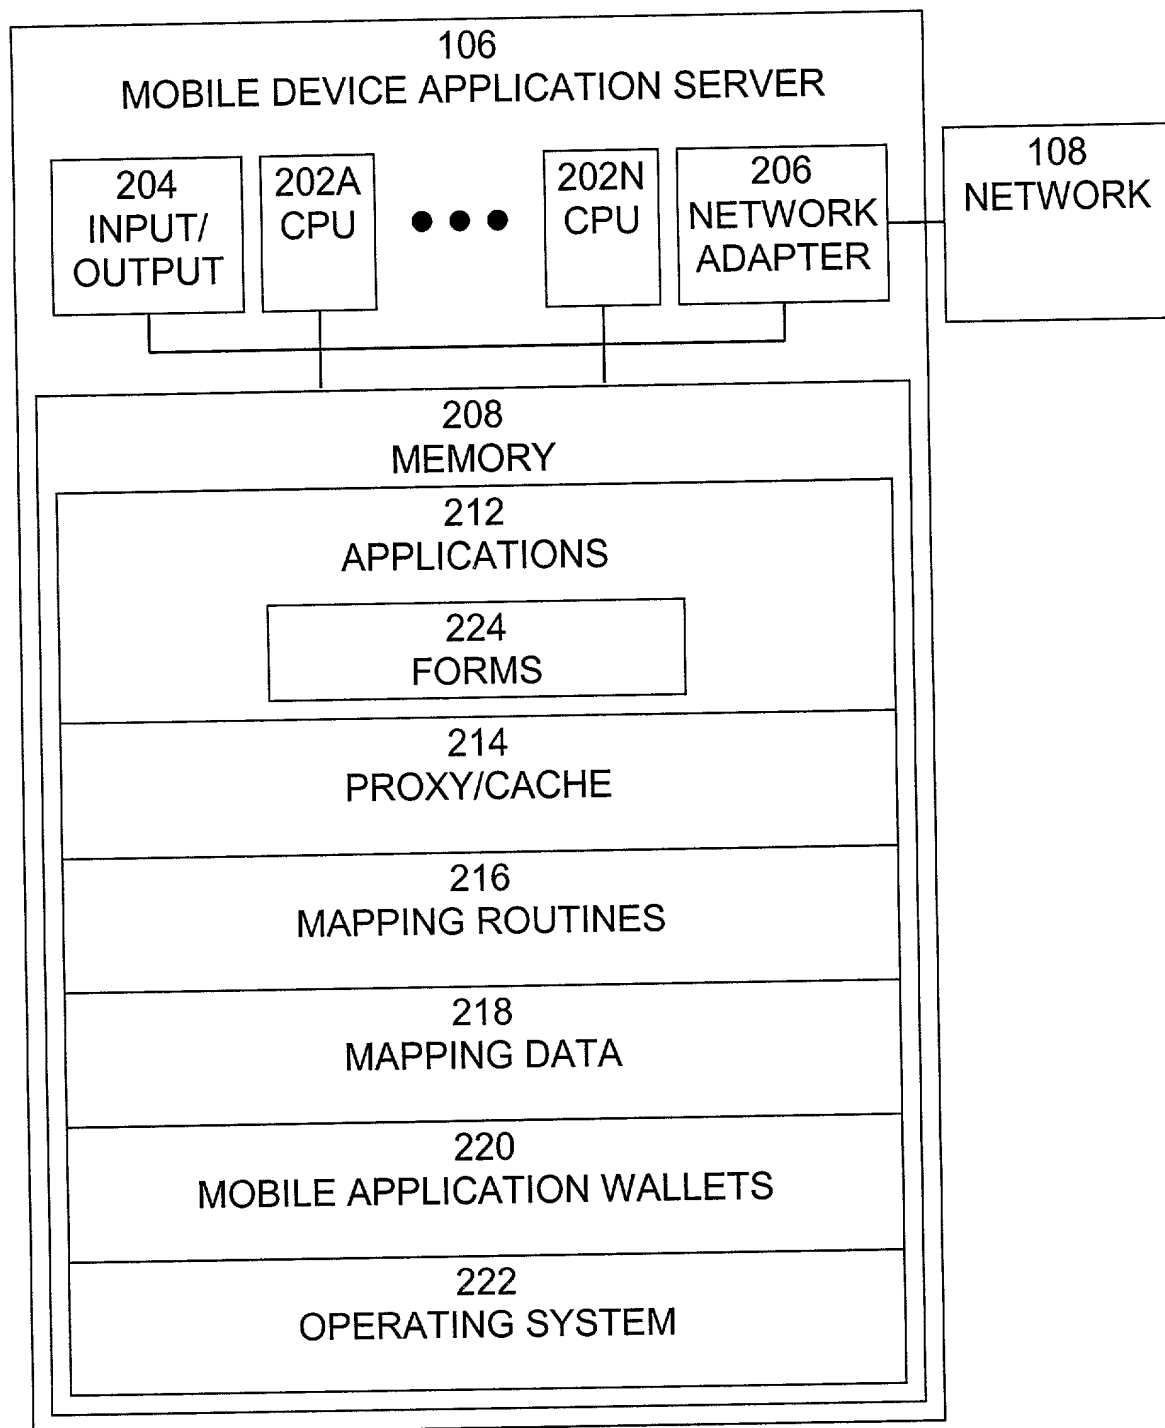 106
MOBILE DEVICE APPLICATION SERVER
204
INPUT/
OUTPUT
202A
CPU
202N
CPU
206
NETWORK
ADAPTER
108
NETWORK
208
MEMORY
212
APPLICATIONS
224
FORMS
214
PROXY/CACHE
216
MAPPING ROUTINES
218
MAPPING DATA
220
MOBILE APPLICATION WALLETS
222
OPERATING SYSTEM